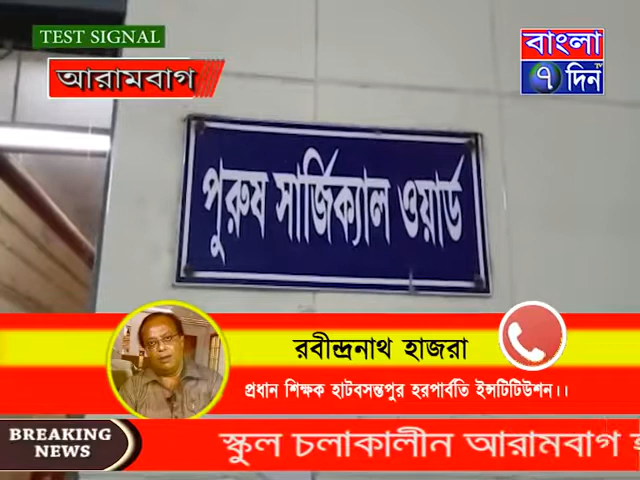 TEST SIGNAL
আরামবাগ
বাংলা
৭ দিন
পুরুষ সার্জিক্যাল ওয়ার্ড
রবীন্দ্রনাথ হাজরা
প্রধান শিক্ষক হাটবসন্তপুর হরপার্বতি ইন্সটিটিউশন।।
BREAKING
NEWS
স্কুল চলাকালীন আরামবাগ